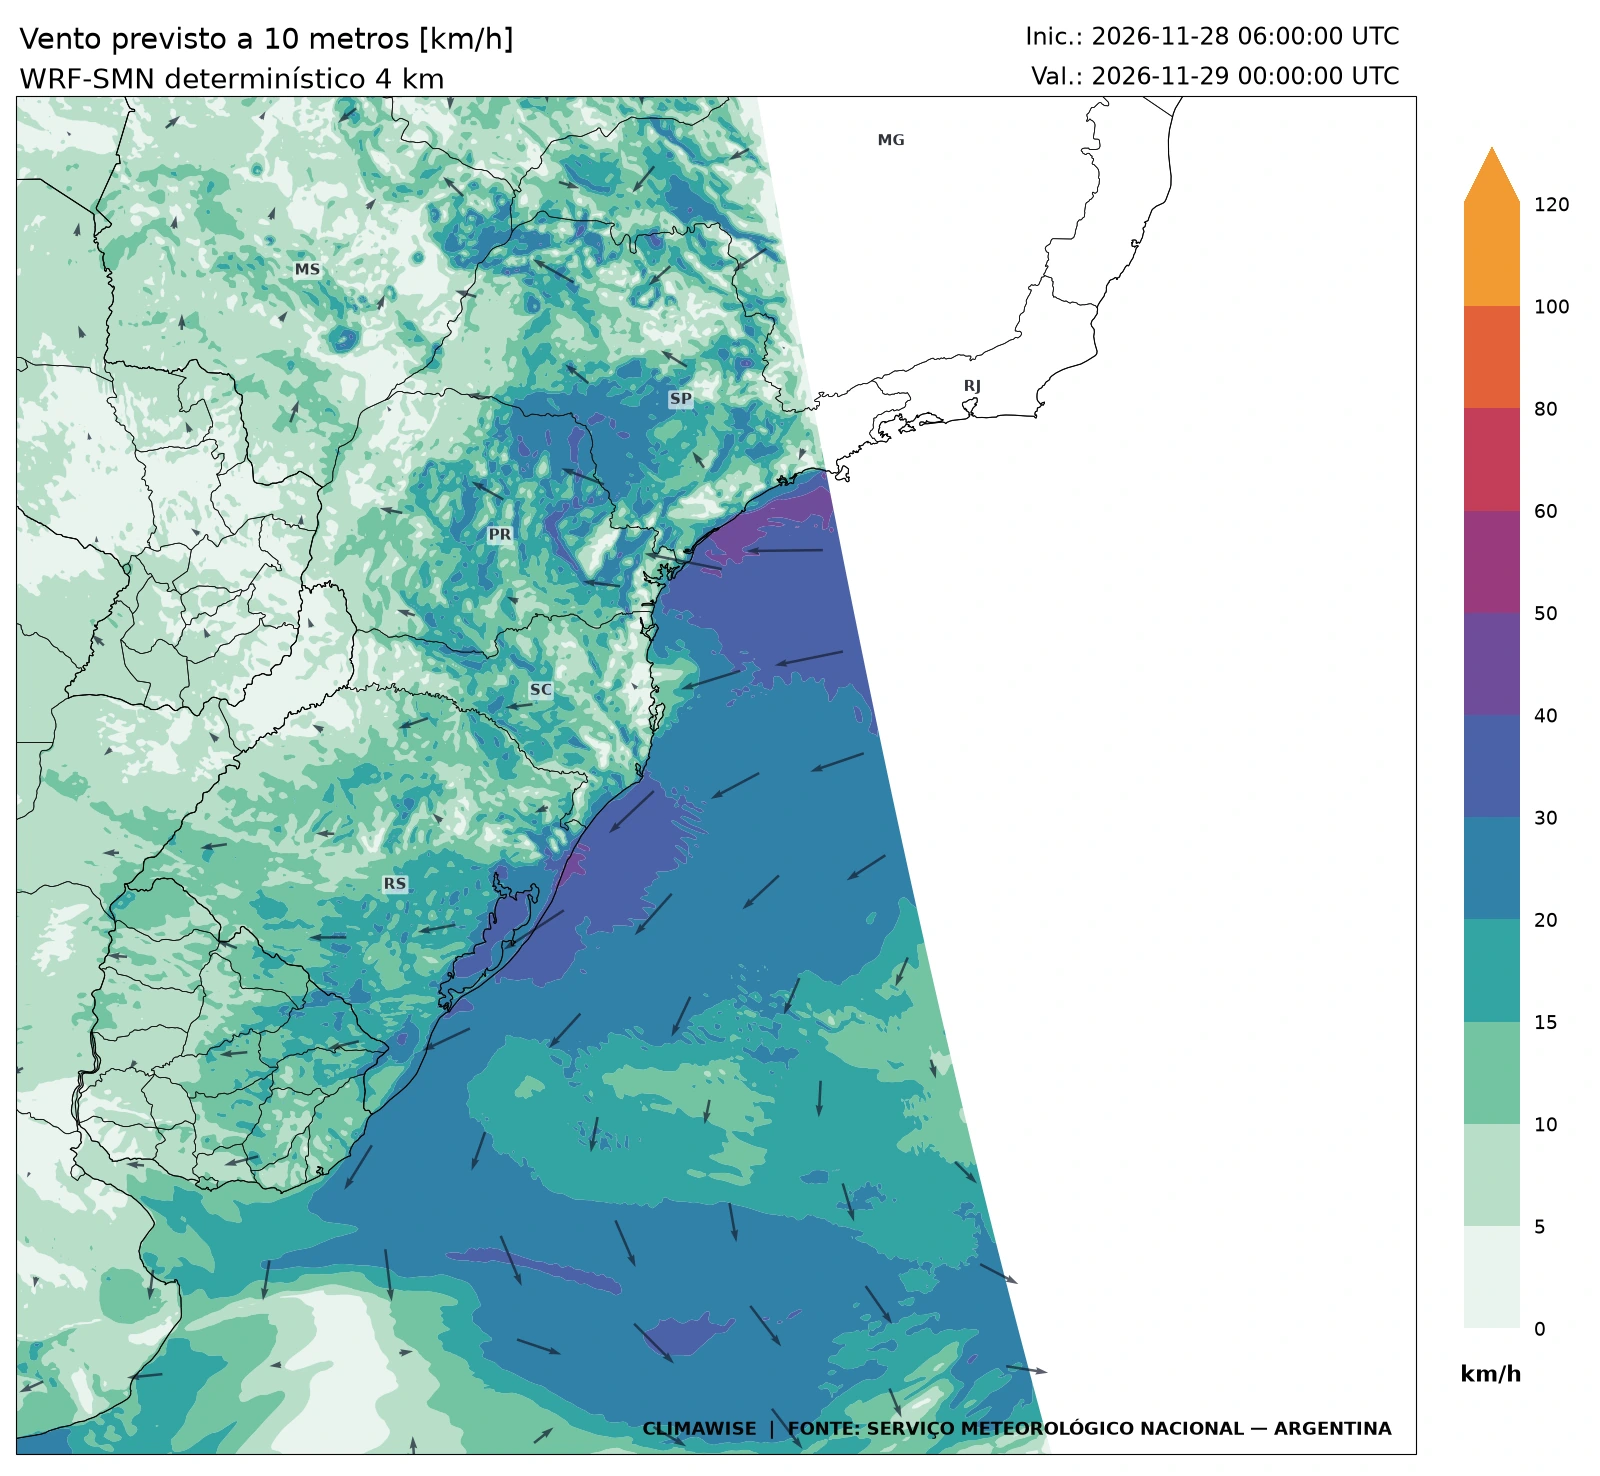 Vento previsto a 10 metros [km/h]
WRF-SMN determinístico 4 km
Inic.: 2026-11-28 06:00:00 UTC
Val.: 2026-11-29 00:00:00 UTC
MG
MS
RJ
SP
PR
SC
RS
120
100
80
60
50
40
30
20
15
10
5
0
km/h
CLIMAWISE | FONTE: SERVIÇO METEOROLÓGICO NACIONAL — ARGENTINA